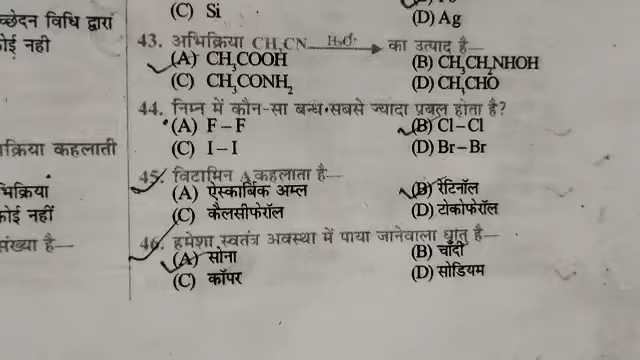 (C) Si
(D) Ag
च्छेदन विधि द्वारा
कोई नही
43. अभिक्रिया CH₃CN H₃O⁺ का उत्पाद है—
(A) CH₃COOH (B) CH₃CH₂NHOH
(C) CH₃CONH₂ (D) CH₃CHO
44. निम्न में कौन-सा बन्ध सबसे ज्यादा प्रबल होता है?
(A) F – F (B) Cl – Cl
क्रिया कहलाती
(C) I – I (D) Br – Br
45. विटामिन A कहलाता है—
भिक्रिया
(A) ऐस्कार्बिक अम्ल (B) रेटिनॉल
कोई नहीं
(C) कैलसीफेरॉल (D) टोकोफेरॉल
संख्या है—
46. हमेशा स्वतंत्र अवस्था में पाया जानेवाला धातु है—
(A) सोना (B) चाँदी
(C) कॉपर (D) सोडियम